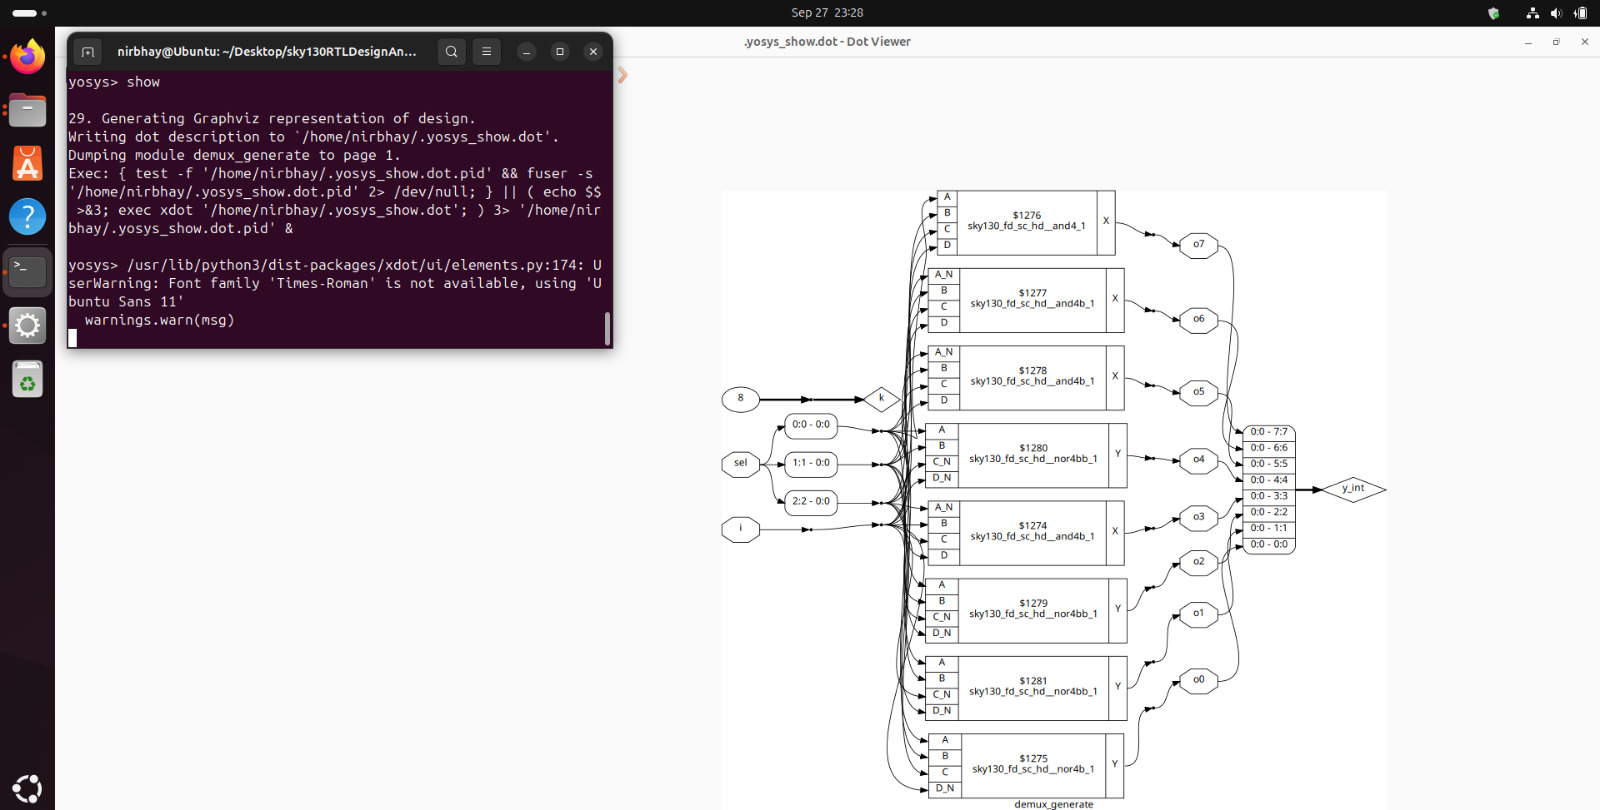 Sep 27 23:28
nirbhay@Ubuntu: ~/Desktop/sky130RTLDesignAn...
.yosys_show.dot - Dot Viewer
yosys> show
29. Generating Graphviz representation of design.
Writing dot description to `/home/nirbhay/.yosys_show.dot'.
Dumping module demux_generate to page 1.
Exec: { test -f '/home/nirbhay/.yosys_show.dot.pid' && fuser -s
'/home/nirbhay/.yosys_show.dot.pid' 2> /dev/null; } || ( echo $$
>&3; exec xdot '/home/nirbhay/.yosys_show.dot'; ) 3> '/home/nir
bhay/.yosys_show.dot.pid' &
yosys> /usr/lib/python3/dist-packages/xdot/ui/elements.py:174: U
serWarning: Font family 'Times-Roman' is not available, using 'U
buntu Sans 11'
warnings.warn(msg)
8
k
sel
0:0 - 0:0
1:1 - 0:0
2:2 - 0:0
i
A
B
C
D
$1276
sky130_fd_sc_hd__and4_1
X
A_N
B
C
D
$1277
sky130_fd_sc_hd__and4b_1
X
A_N
B
C
D
$1278
sky130_fd_sc_hd__and4b_1
X
A
B
C_N
D_N
$1280
sky130_fd_sc_hd__nor4bb_1
Y
A_N
B
C
D
$1274
sky130_fd_sc_hd__and4b_1
X
A
B
C_N
D_N
$1279
sky130_fd_sc_hd__nor4bb_1
Y
A
B
C_N
D_N
$1281
sky130_fd_sc_hd__nor4bb_1
Y
A
B
C
D_N
$1275
sky130_fd_sc_hd__nor4b_1
Y
o7
o6
o5
o4
o3
o2
o1
o0
0:0 - 7:7
0:0 - 6:6
0:0 - 5:5
0:0 - 4:4
0:0 - 3:3
0:0 - 2:2
0:0 - 1:1
0:0 - 0:0
y_int
demux_generate